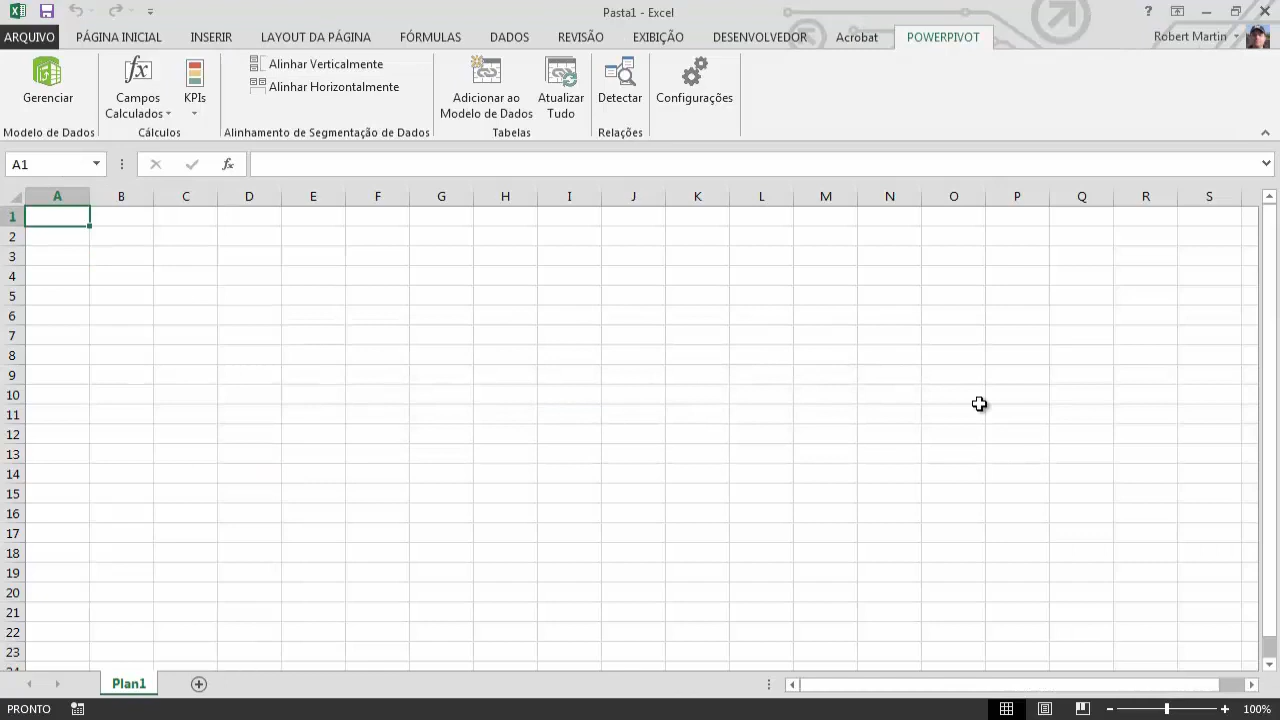 Pasta1 - Excel
?
ARQUIVO PÁGINA INICIAL INSERIR LAYOUT DA PÁGINA FÓRMULAS DADOS REVISÃO EXIBIÇÃO DESENVOLVEDOR Acrobat POWERPIVOT Robert Martin
Gerenciar
Modelo de Dados
fx
Campos
Calculados
KPIs
Cálculos
Alinhar Verticalmente
Alinhar Horizontalmente
Alinhamento de Segmentação de Dados
Adicionar ao
Modelo de Dados
Atualizar
Tudo
Tabelas
Detectar
Relações
Configurações
A1
fx
A B C D E F G H I J K L M N O P Q R S
1
2
3
4
5
6
7
8
9
10
11
12
13
14
15
16
17
18
19
20
21
22
23
Plan1
PRONTO
100%